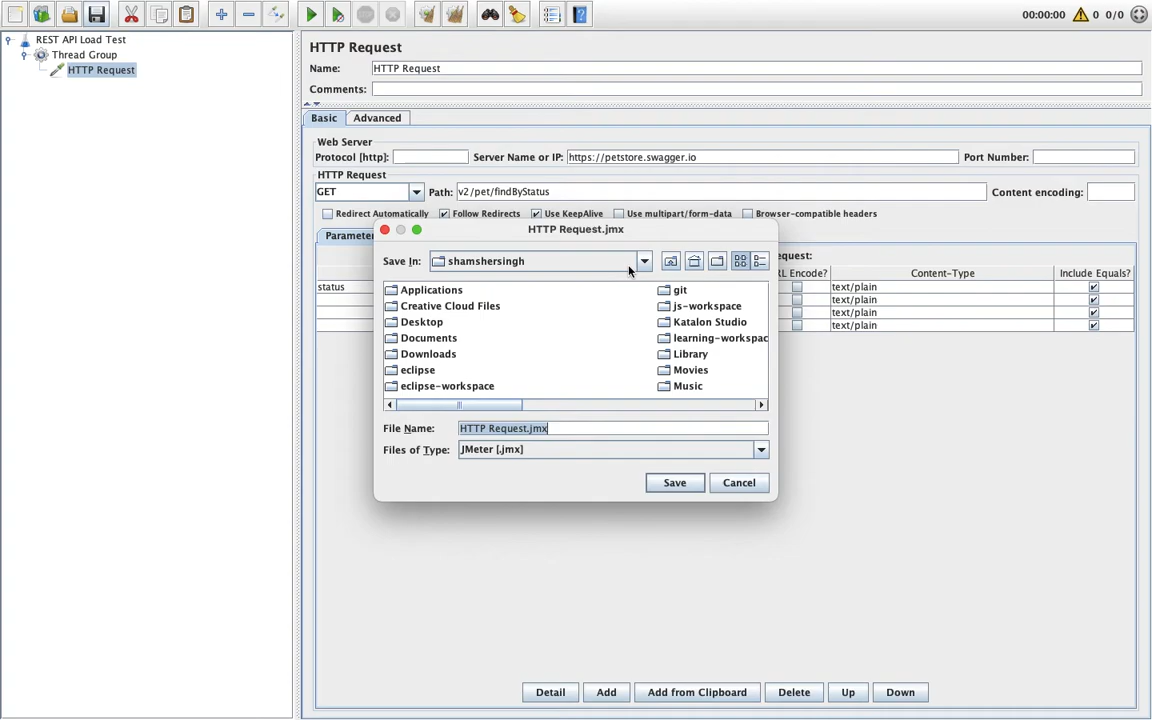 00:00:00 0 0/0
REST API Load Test
Thread Group
HTTP Request
HTTP Request
Name: HTTP Request
Comments:
Basic Advanced
Web Server
Protocol [http]: Server Name or IP: https://petstore.swagger.io Port Number:
HTTP Request
GET Path: v2/pet/findByStatus Content encoding:
Redirect Automatically Follow Redirects Use KeepAlive Use multipart/form-data Browser-compatible headers
HTTP Request.jmx
Save In: shamshersingh
Applications git
Creative Cloud Files js-workspace
Desktop Katalon Studio
Documents
Downloads Library
eclipse Movies
eclipse-workspace Music
File Name: HTTP Request.jmx
Files of Type: JMeter [.jmx]
Save Cancel
Encode? Content-Type Include Equals?
status text/plain
text/plain
text/plain
text/plain
Detail Add Add from Clipboard Delete Up Down